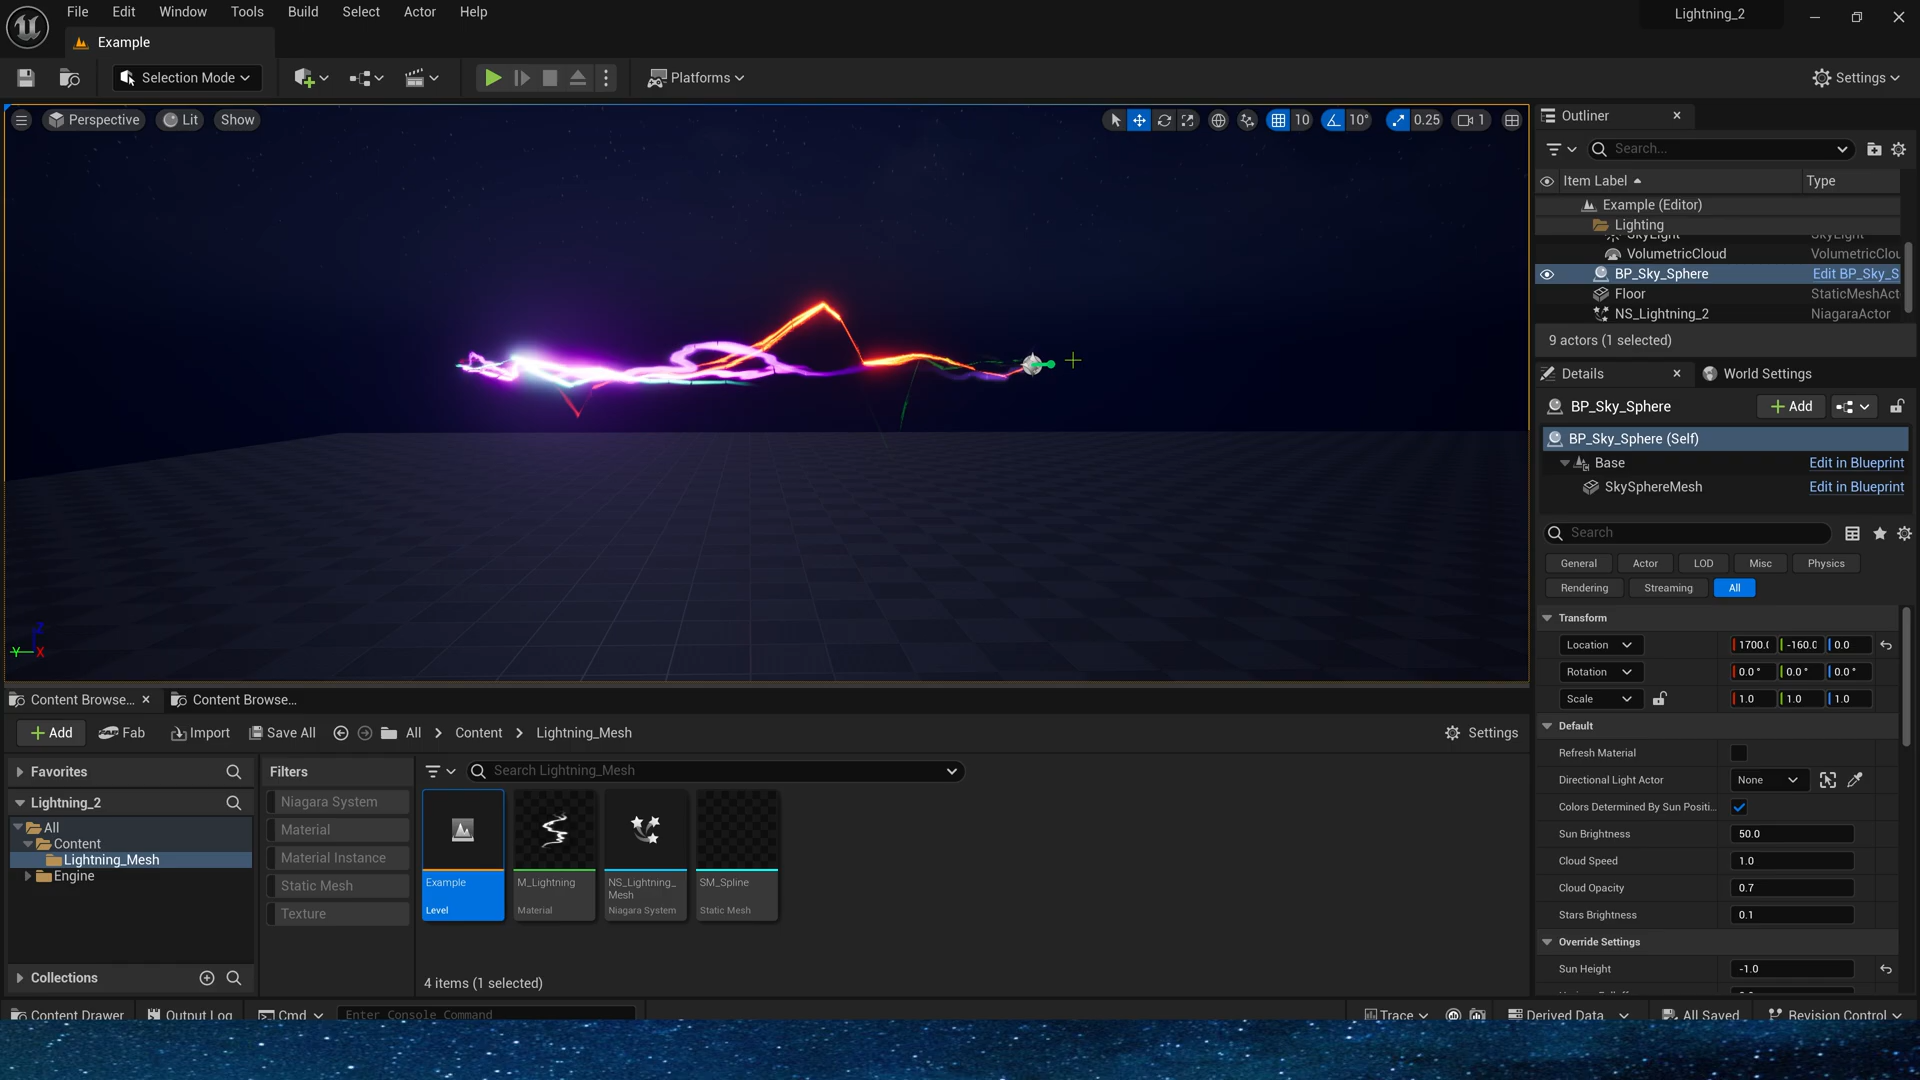 File Edit Window Tools Build Select Actor Help
Lightning_2
Example
Selection Mode
Platforms
Settings
Perspective Lit Show
10 10° 0.25 1
Outliner
Search...
Item Label Type
Example (Editor)
Lighting
SkyLight SkyLight
VolumetricCloud VolumetricClou
BP_Sky_Sphere Edit BP_Sky_S
Floor StaticMeshAct
NS_Lightning_2 NiagaraActor
9 actors (1 selected)
Details World Settings
BP_Sky_Sphere Add
BP_Sky_Sphere (Self)
Base Edit in Blueprint
SkySphereMesh Edit in Blueprint
Search
General Actor LOD Misc Physics
Rendering Streaming All
Transform
Location 1700.( -160.( 0.0
Rotation 0.0° 0.0° 0.0°
Scale 1.0 1.0 1.0
Default
Refresh Material
Directional Light Actor None
Colors Determined By Sun Positi...
Sun Brightness 50.0
Cloud Speed 1.0
Cloud Opacity 0.7
Stars Brightness 0.1
Override Settings
Sun Height -1.0
Z
Y X
Content Browse... Content Browse...
Add Fab Import Save All All Content Lightning_Mesh Settings
Favorites
Lightning_2
All
Content
Lightning_Mesh
Engine
Collections
Filters
Niagara System
Material
Material Instance
Static Mesh
Texture
Search Lightning_Mesh
Example
Level
M_Lightning
Material
NS_Lightning_
Mesh
Niagara System
SM_Spline
Static Mesh
4 items (1 selected)
Content Drawer Output Log Cmd Enter Console Command Trace Derived Data All Saved Revision Control